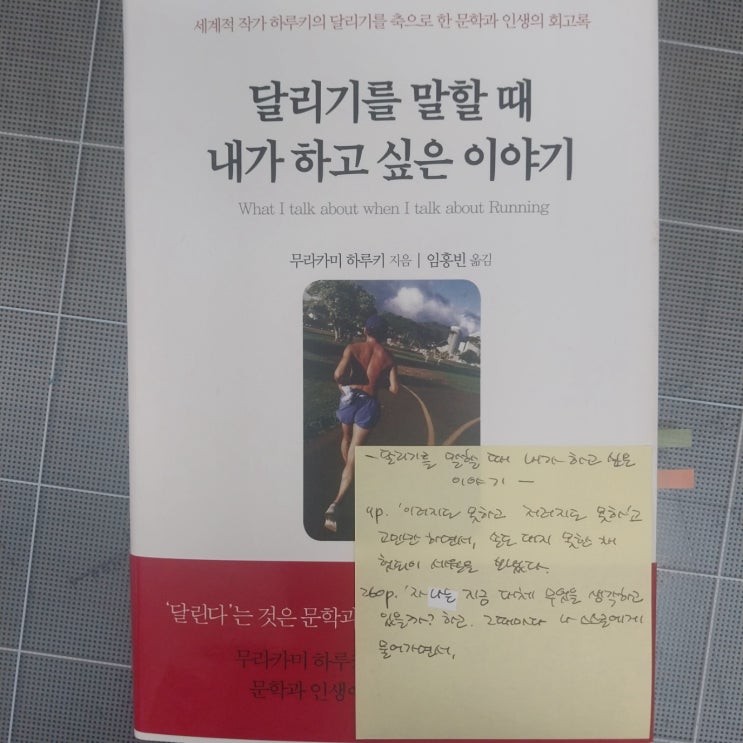 세계적 작가 하루키의 달리기를 축으로 한 문학과 인생의 회고록
달리기를 말할 때
내가 하고 싶은 이야기
What I talk about when I talk about Running
무라카미 하루키 지음 | 임홍빈 옮김
'달린다'는 것은 문학과
무라카미 하루키
문학과 인생에
- 달리기를 말할 때 내가 하고 싶은
이야기 -
9p. '이러지도 못하고 저러지도 못하'고
고민만 하면서, 손도 대지 못한 채
허되이 세월을 보냈다.
260p. '자 나는 지금 대체 무엇을 생각하고
있을까? 하고. 그때마다 나 스스로에게
물어가면서,